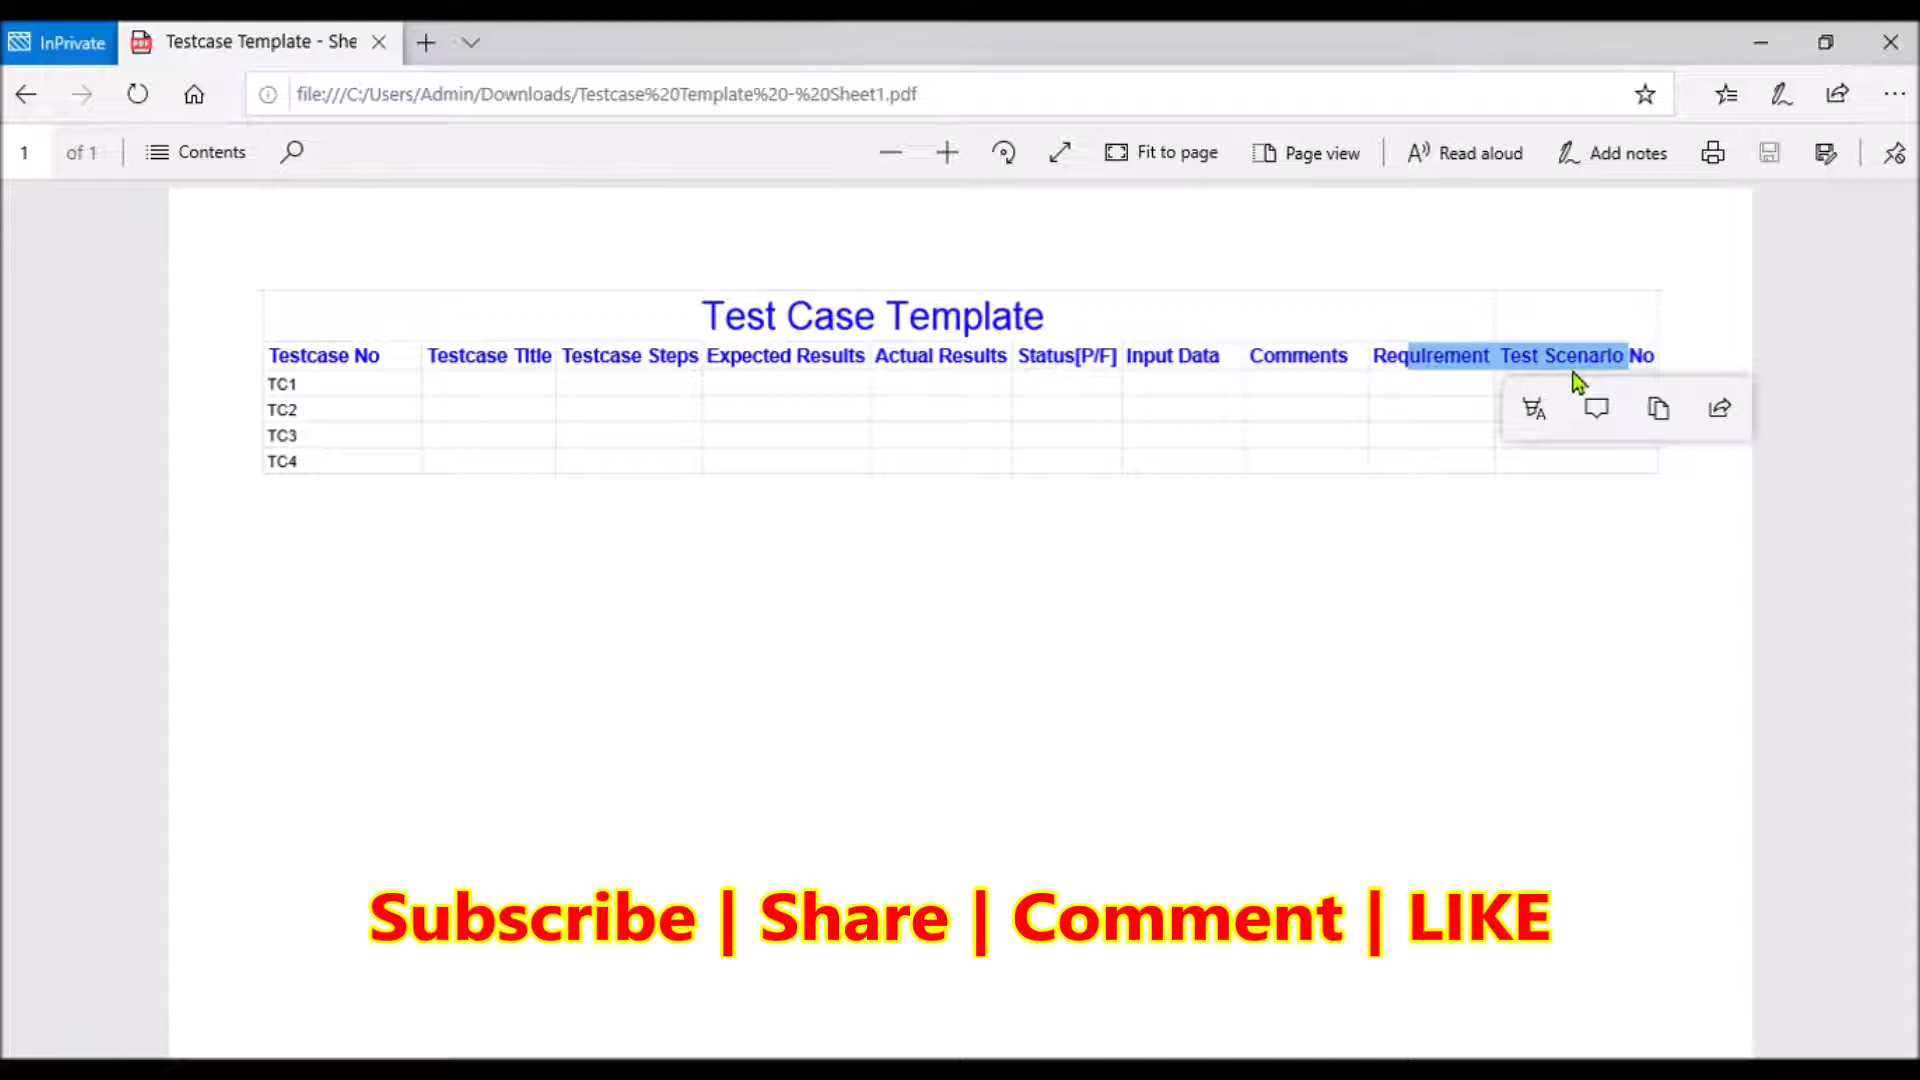 InPrivate
Testcase Template - She
file:///C:/Users/Admin/Downloads/Testcase%20Template%20-%20Sheet1.pdf
1 of 1 Contents Fit to page Page view Read aloud Add notes
Test Case Template
Testcase No Testcase Title Testcase Steps Expected Results Actual Results Status[P/F] Input Data Comments Requirement Test Scenario No
TC1
TC2
TC3
TC4
Subscribe | Share | Comment | LIKE